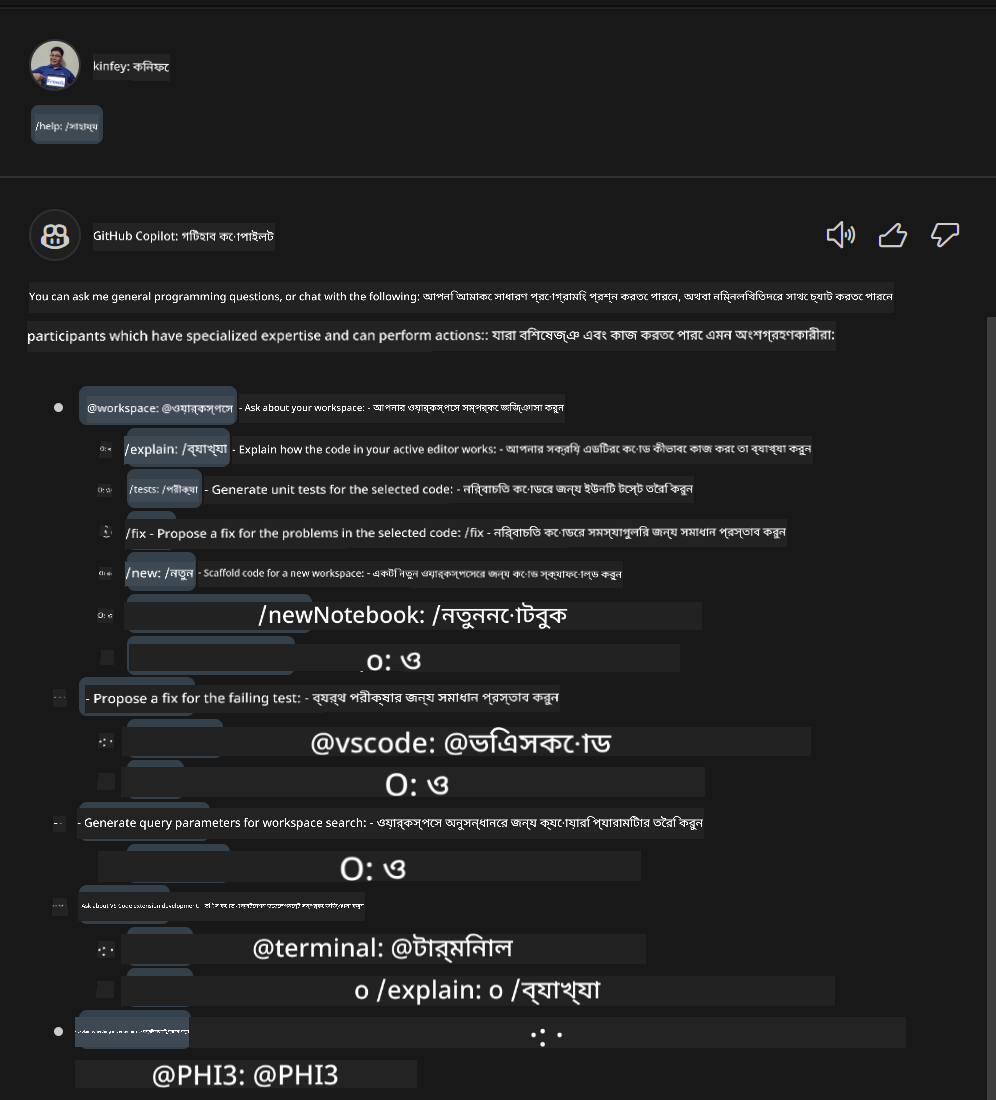 kinfey: কনিফে
/help: /সাহায্য
GitHub Copilot: গটিহাব কোপাইলট
You can ask me general programming questions, or chat with the following: আপনি আমাকে সাধারণ প্রোগ্রামিং প্রশ্ন করতে পারেন, অথবা নিম্নলিখিতদের সাথে চ্যাট করতে পারেন
participants which have specialized expertise and can perform actions:: যারা বিশেষজ্ঞ এবং কাজ করতে পারে এমন অংশগ্রহণকারীরা:
@workspace: @ওয়ার্কস্পেস - Ask about your workspace: - আপনার ওয়ার্কস্পেস সম্পর্কে জিজ্ঞাসা করুন
/explain: /ব্যাখ্যা - Explain how the code in your active editor works: - আপনার সক্রিয় এডিটরে কোড কীভাবে কাজ করে তা ব্যাখ্যা করুন
/tests: /পরীক্ষা - Generate unit tests for the selected code: - নির্বাচিত কোডের জন্য ইউনিট টেস্ট তৈরি করুন
/fix - Propose a fix for the problems in the selected code: /fix - নির্বাচিত কোডের সমস্যাগুলির জন্য সমাধান প্রস্তাব করুন
/new: /নতুন - Scaffold code for a new workspace: - একটি নতুন ওয়ার্কস্পেসের জন্য কোড স্ক্যাফোল্ড করুন
/newNotebook: /নতুননোটবুক
o: ও
- Propose a fix for the failing test: - ব্যর্থ পরীক্ষার জন্য সমাধান প্রস্তাব করুন
@vscode: @ভিএসকোড
O: ও
- Generate query parameters for workspace search: - ওয়ার্কস্পেস অনুসন্ধানের জন্য ক্যোয়ারি প্যারামিটার তৈরি করুন
O: ও
Ask about VS Code extension development:
@terminal: @টার্মিনাল
o /explain: o /ব্যাখ্যা
@PHI3: @PHI3